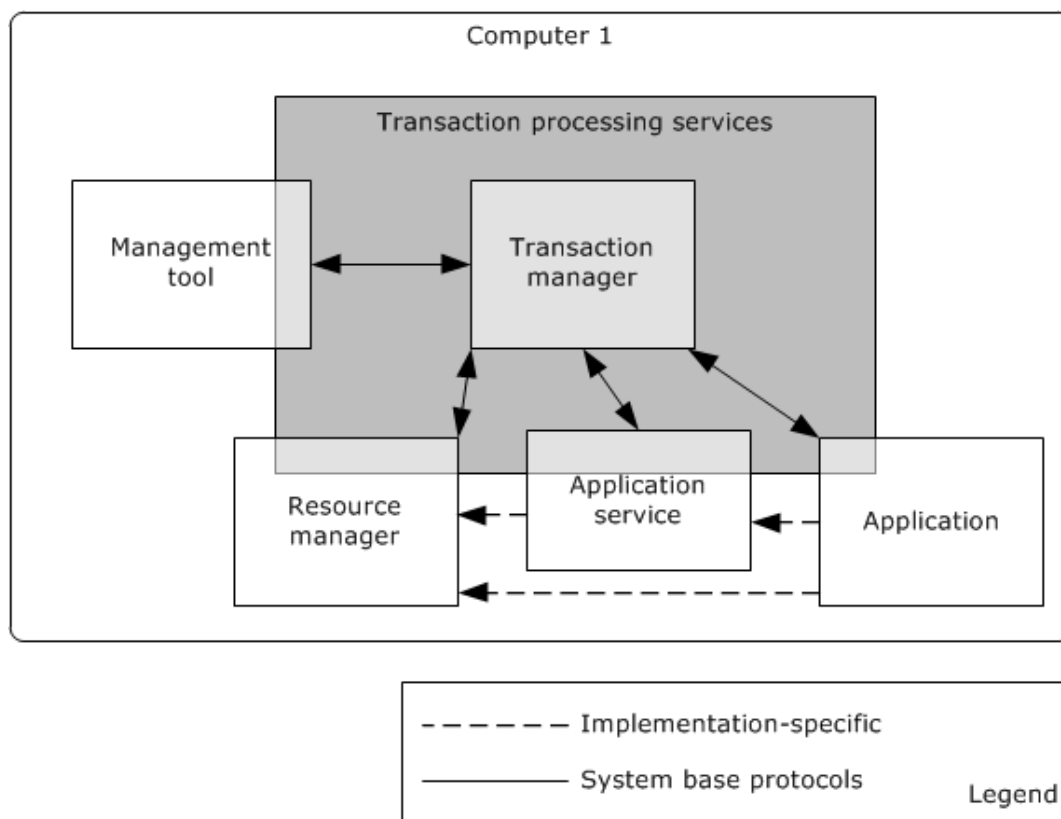 Computer 1
Transaction processing services
Management
tool
Transaction
manager
Resource
manager
Application
service
Application
Implementation-specific
System base protocols
Legend